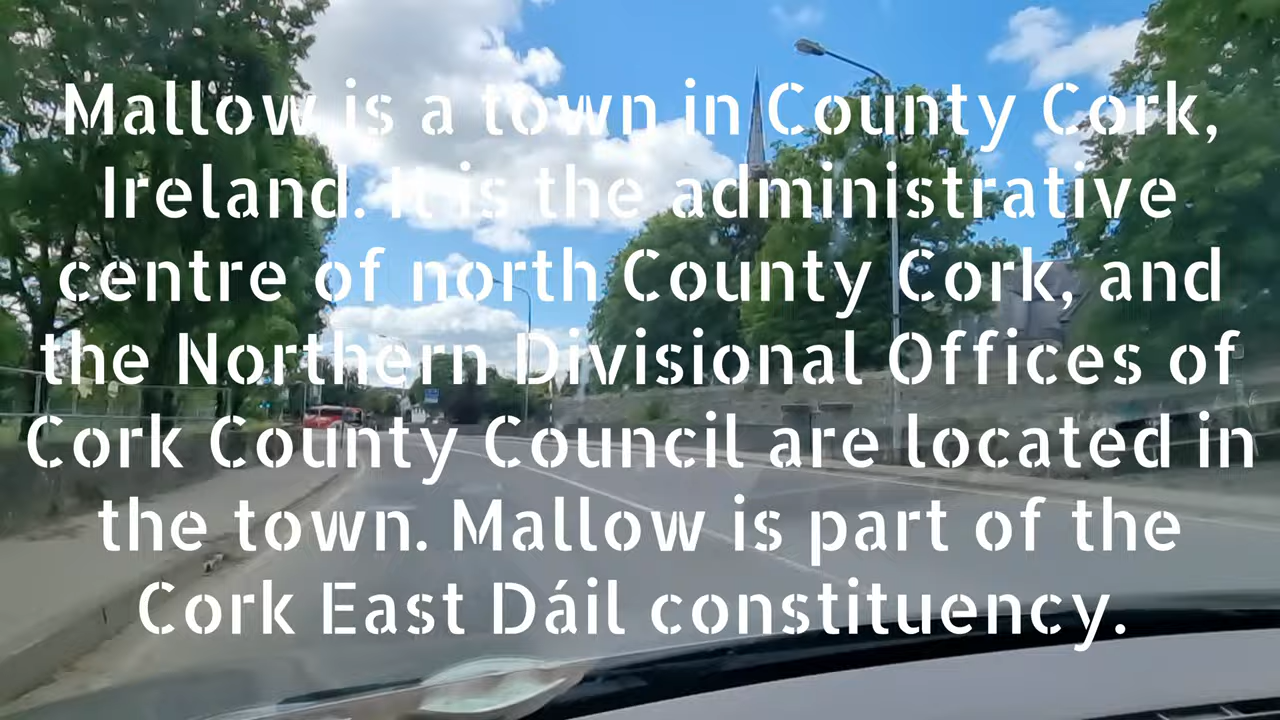 Mallow is a town in County Cork,
Ireland. It is the administrative
centre of north County Cork, and
the Northern Divisional Offices of
Cork County Council are located in
the town. Mallow is part of the
Cork East Dáil constituency.